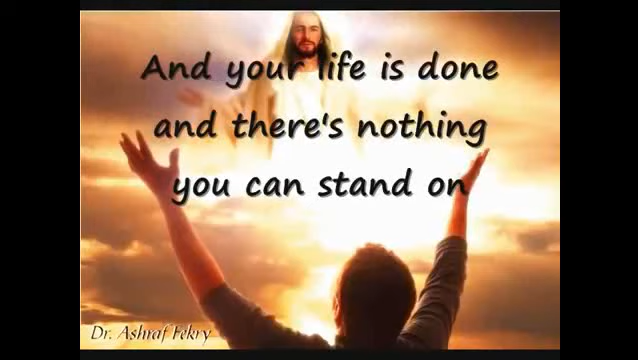 And your life is done
and there's nothing
you can stand on
Dr. Ashraf Fekry